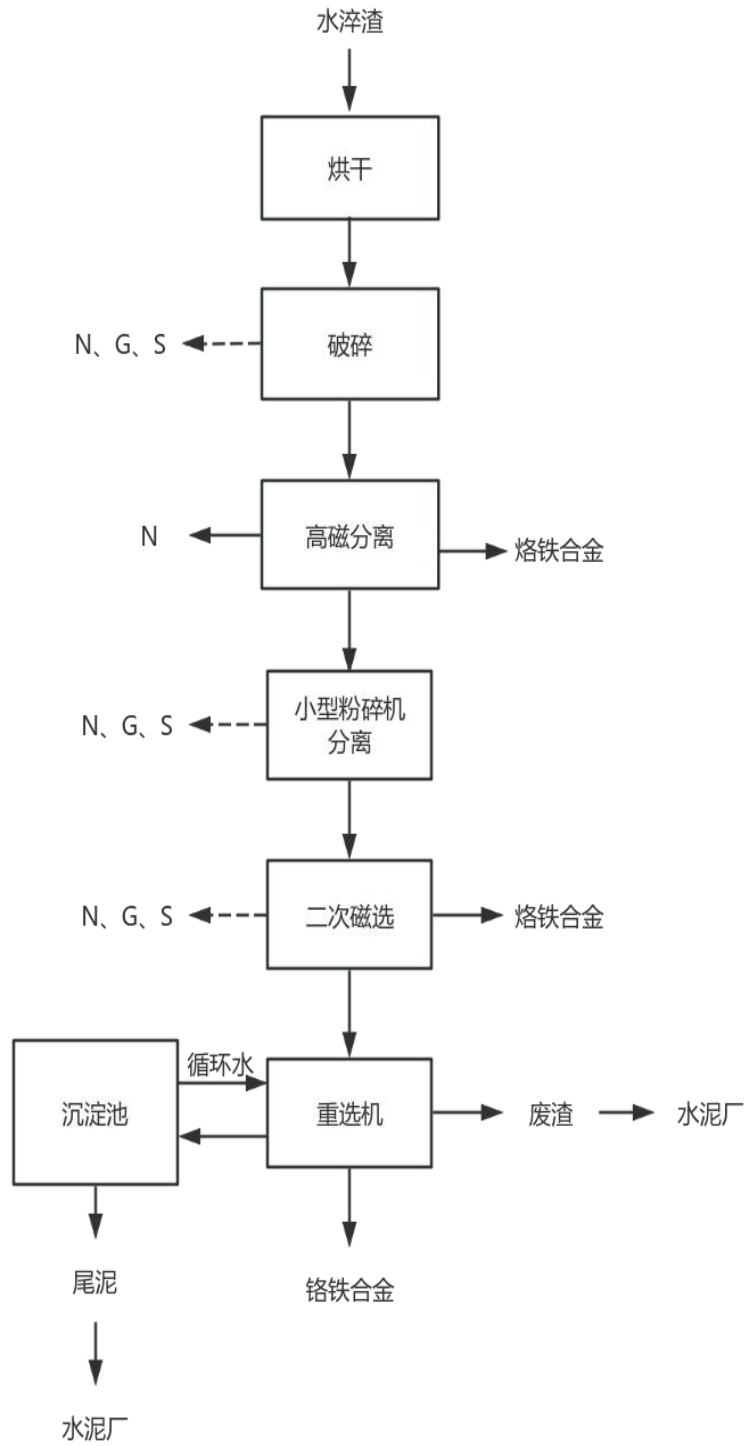 水淬渣
烘干
N、G、S
破碎
N
高磁分离
烙铁合金
N、G、S
小型粉碎机
分离
N、G、S
二次磁选
烙铁合金
沉淀池
循环水
重选机
废渣
水泥厂
尾泥
铬铁合金
水泥厂